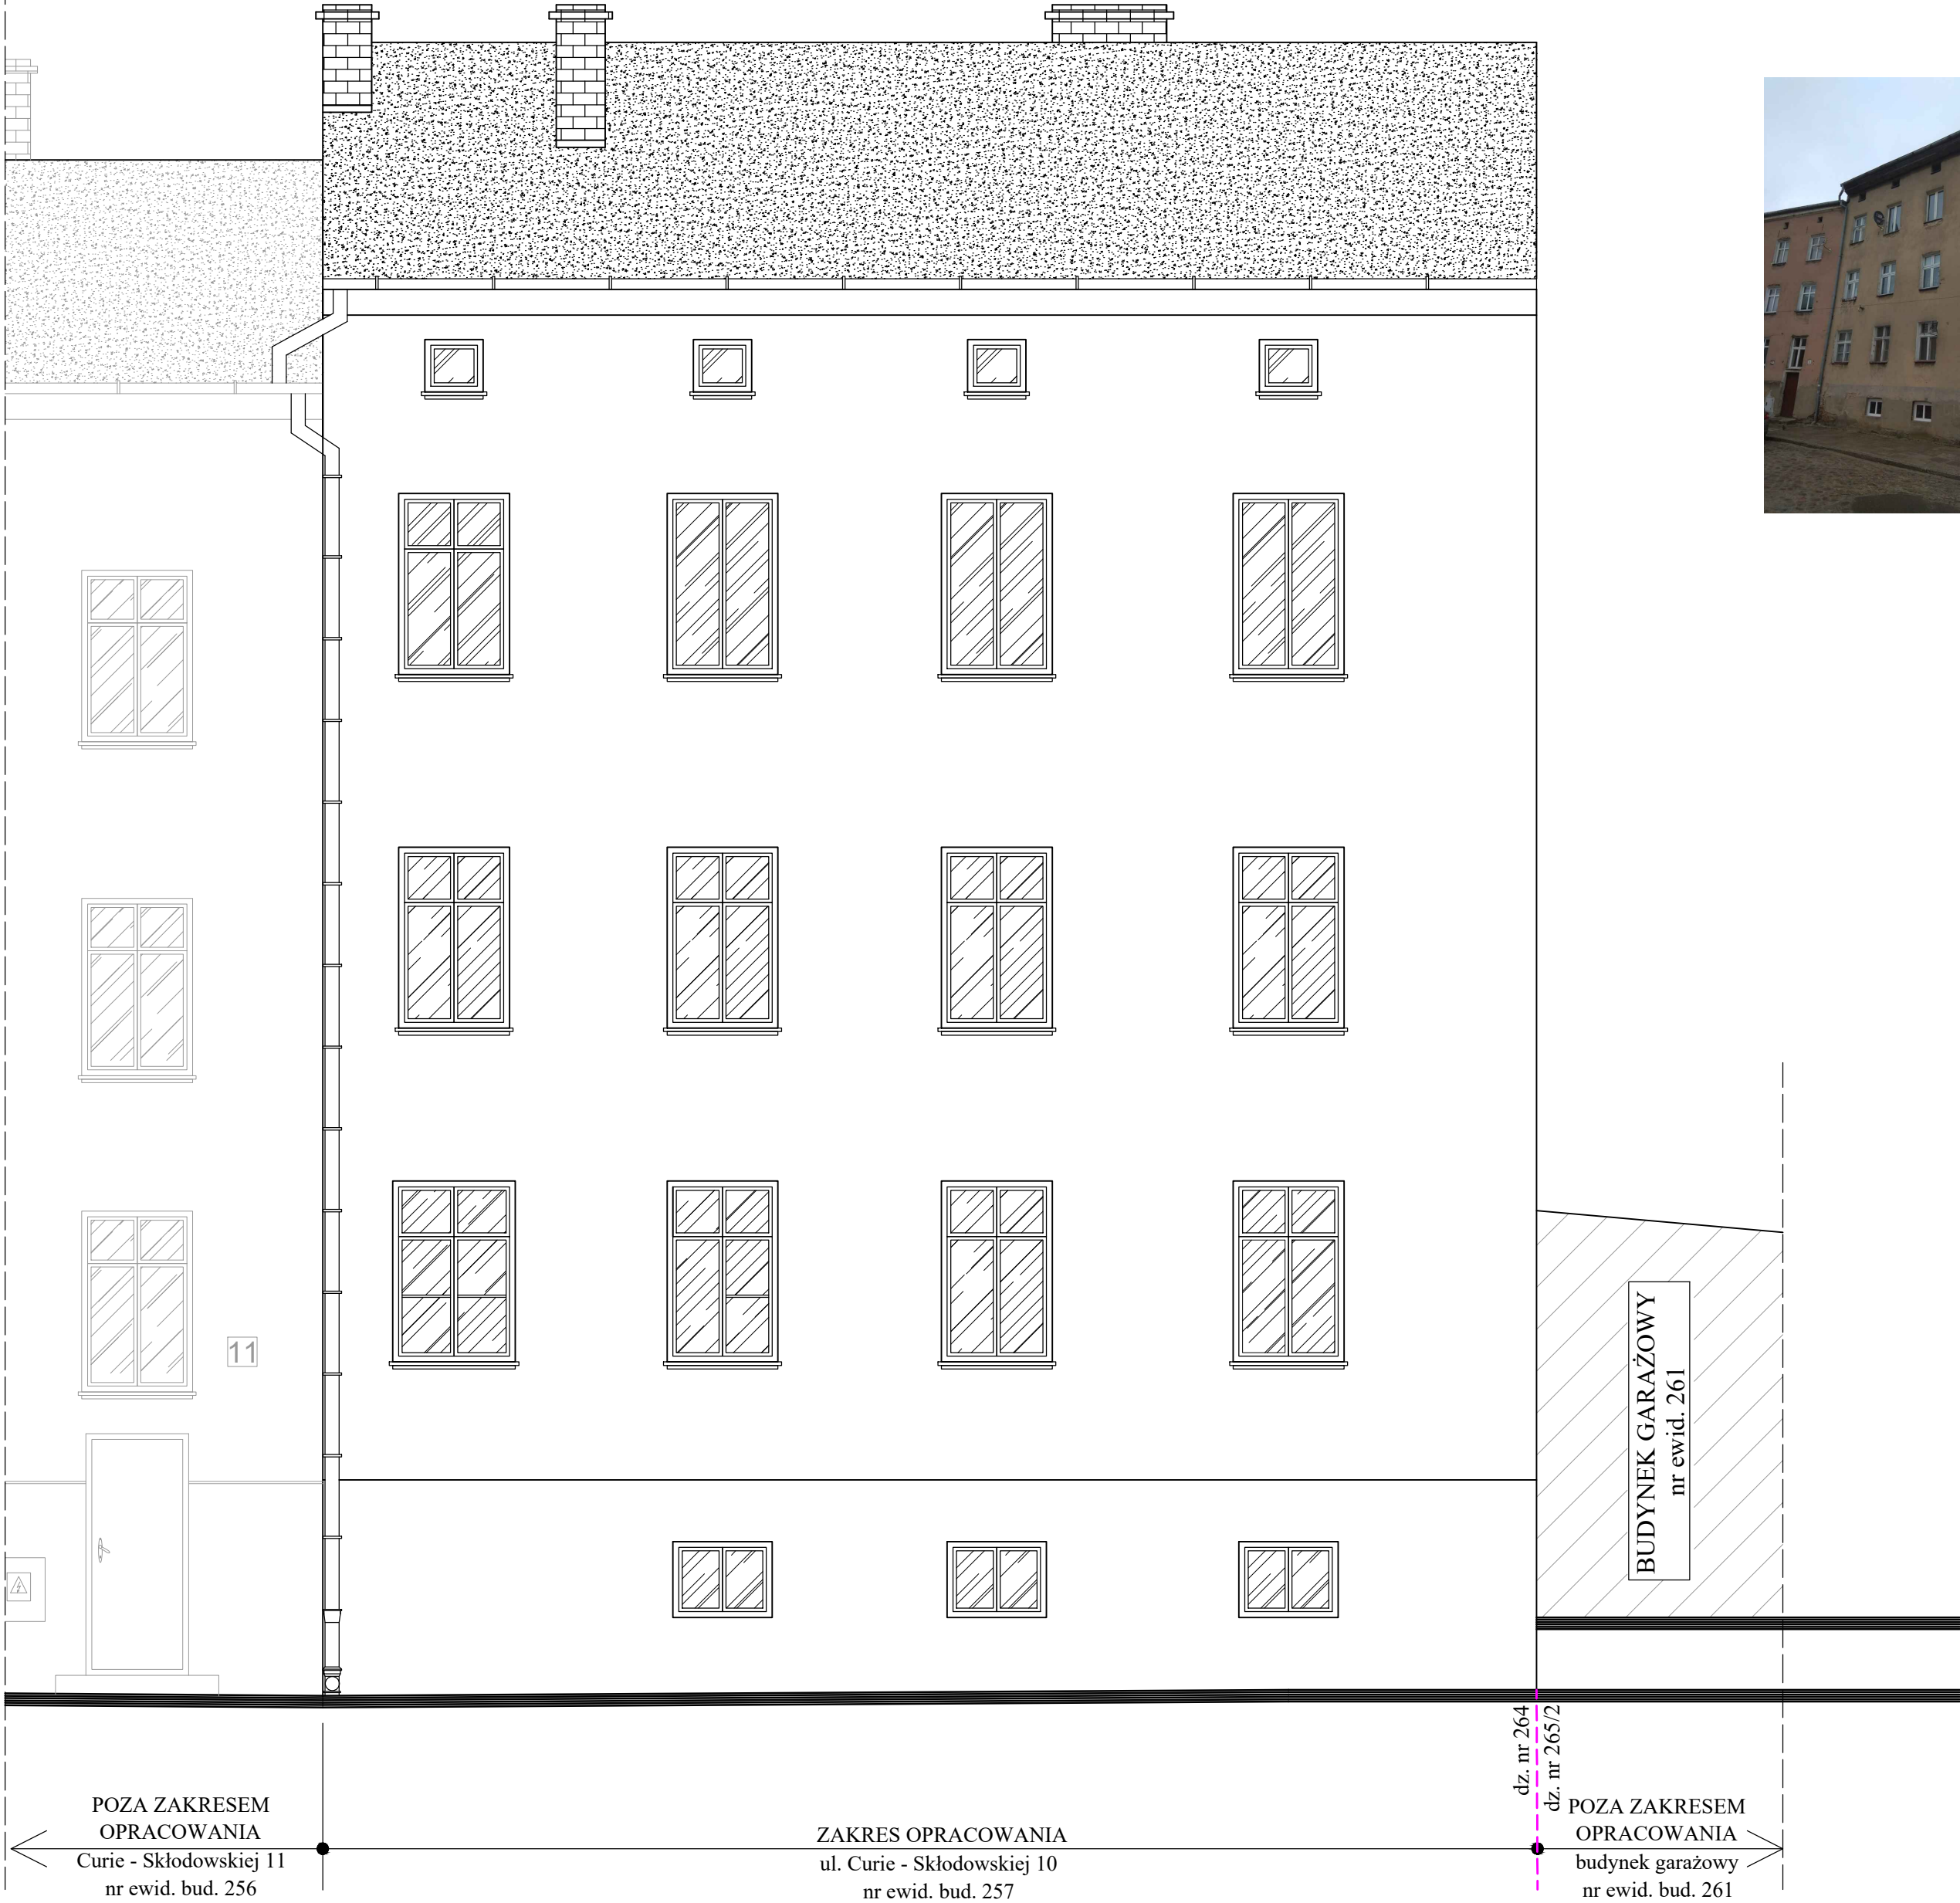 11
BUDYNEK GARAŻOWY
nr ewid. 261
dz. nr 264
dz. nr 265/2
POZA ZAKRESEM
OPRACOWANIA
Curie - Skłodowskiej 11
nr ewid. bud. 256
ZAKRES OPRACOWANIA
ul. Curie - Skłodowskiej 10
nr ewid. bud. 257
POZA ZAKRESEM
OPRACOWANIA
budynek garażowy
nr ewid. bud. 261